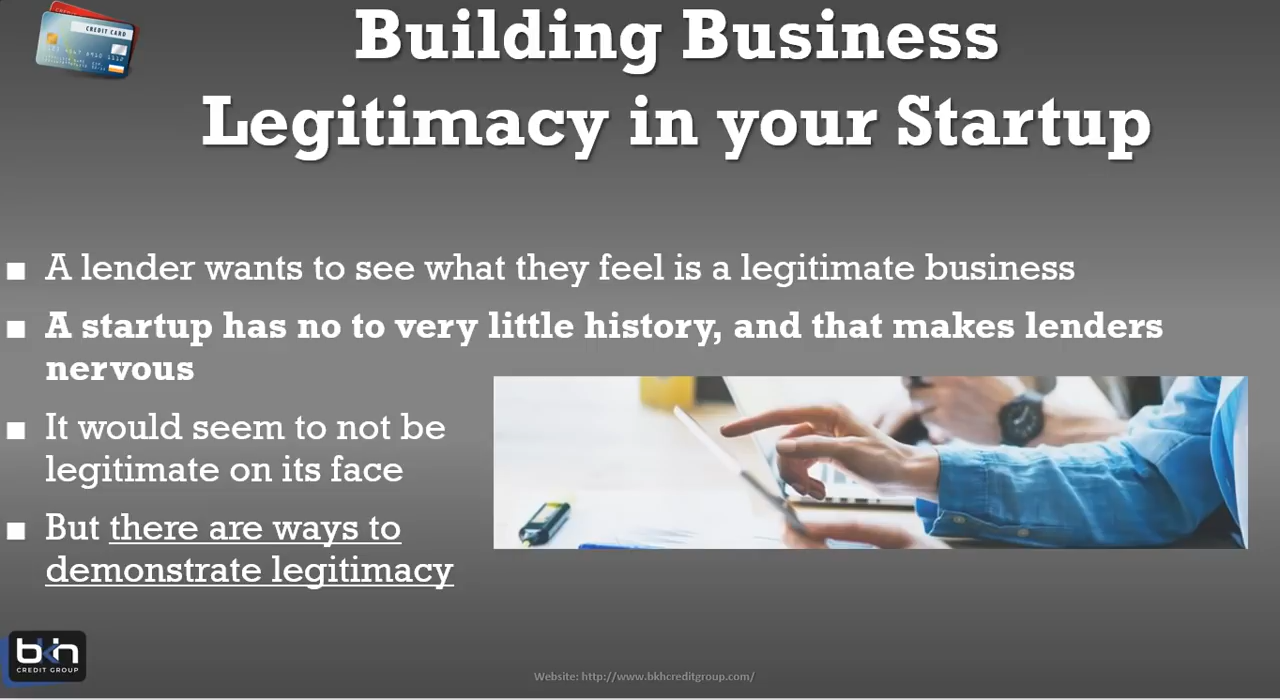 CREDIT CARD
Building Business
Legitimacy in your Startup
■ A lender wants to see what they feel is a legitimate business
■ A startup has no to very little history, and that makes lenders
nervous
■ It would seem to not be
legitimate on its face
■ But there are ways to
demonstrate legitimacy
bkh
CREDIT GROUP
Website: http://www.bkhcreditgroup.com/